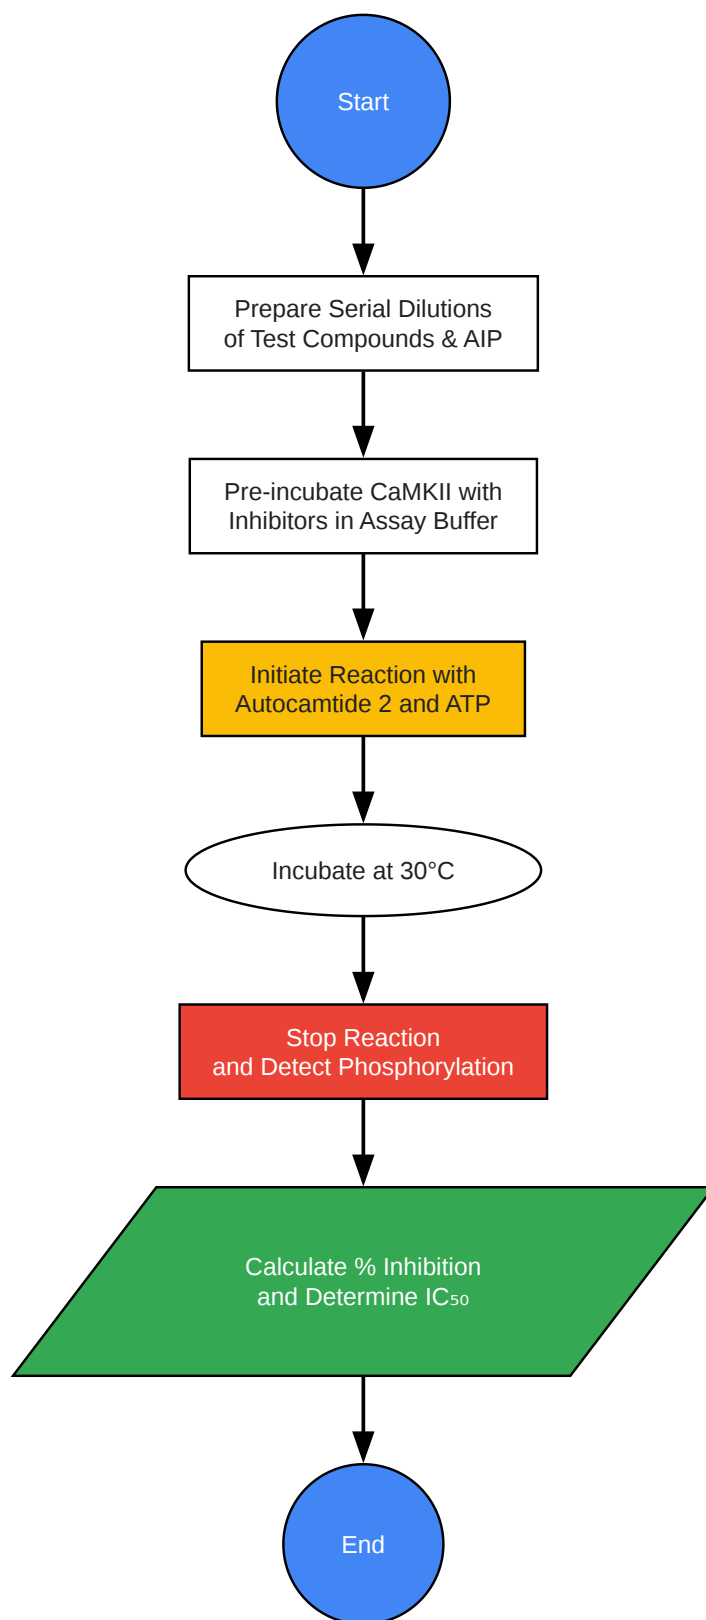 Start
Prepare Serial Dilutions
of Test Compounds & AIP
Pre-incubate CaMKII with
Inhibitors in Assay Buffer
Initiate Reaction with
Autocamtide 2 and ATP
Incubate at 30°C
Stop Reaction
and Detect Phosphorylation
Calculate % Inhibition
and Determine IC₅₀
End